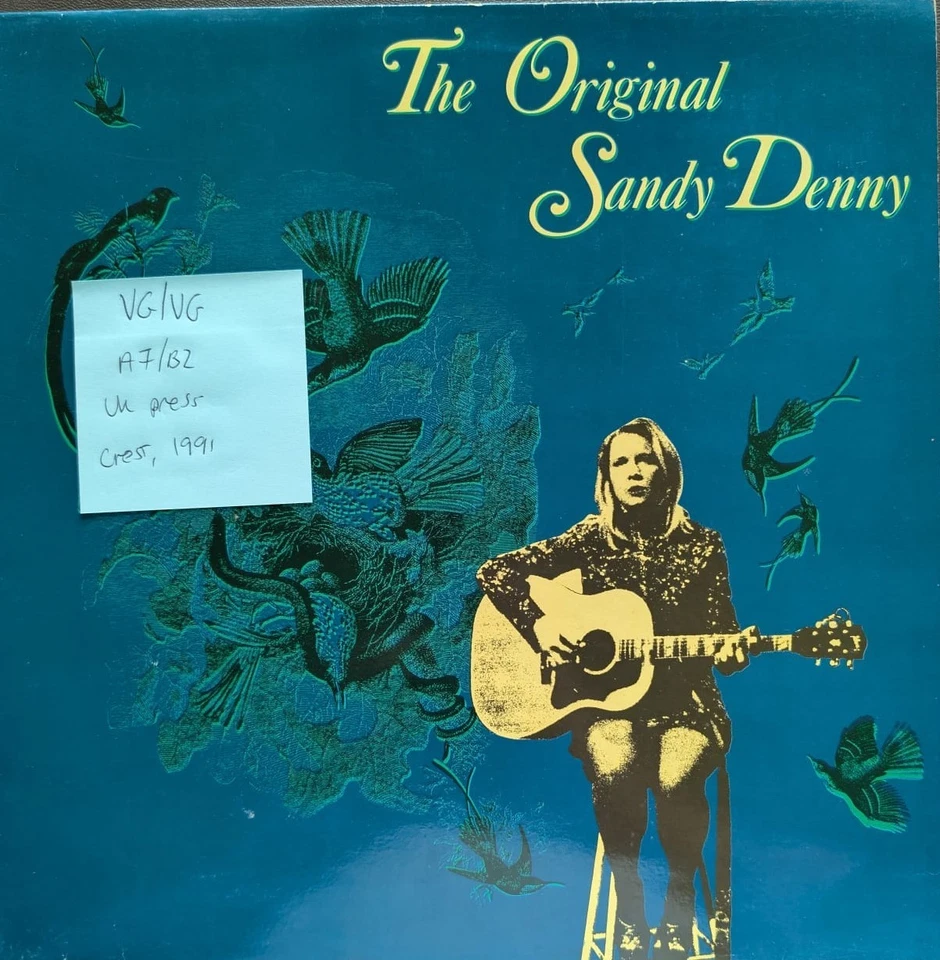 The Original
Sandy Denny
VG/VG
A7/B2
UK press
Crest, 1991